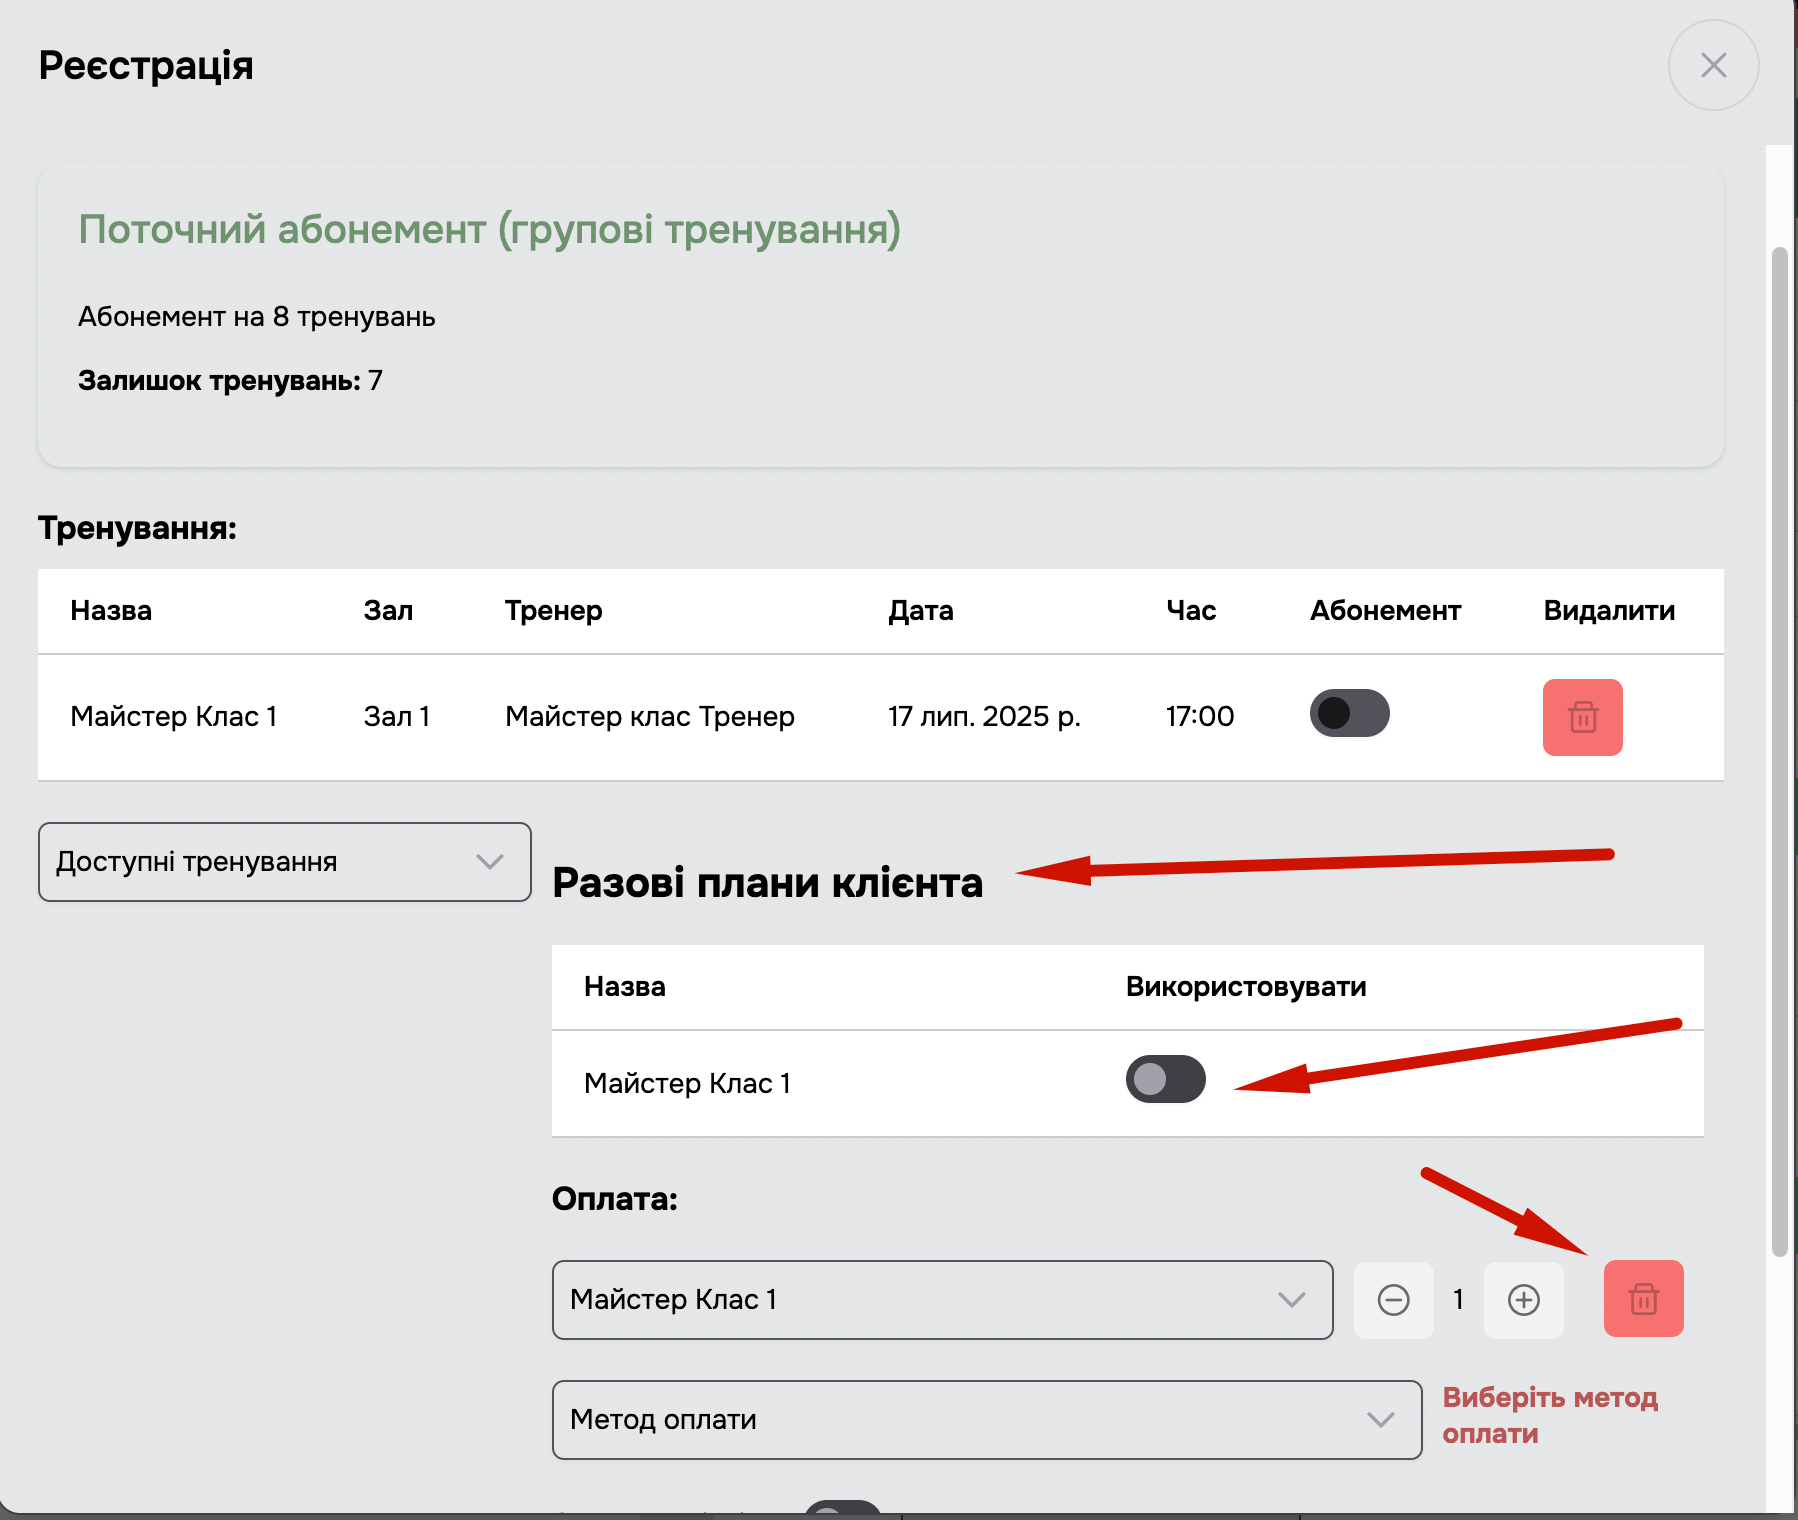 Реєстрація
Поточний абонемент (групові тренування)
Абонемент на 8 тренувань
Залишок тренувань: 7
Тренування:
Назва Зал Тренер Дата Час Абонемент Видалити
Майстер Клас 1 Зал 1 Майстер клас Тренер 17 лип. 2025 р. 17:00
Доступні тренування
Разові плани клієнта
Назва Використовувати
Майстер Клас 1
Оплата:
Майстер Клас 1 1
Метод оплати
Виберіть метод
оплати